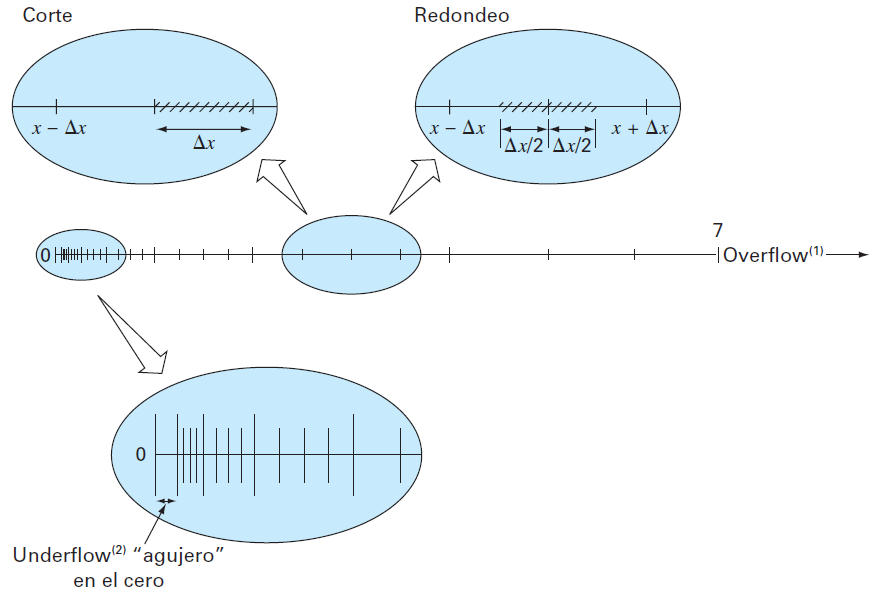 Corte
Redondeo
x – Δx
Δx
x – Δx
Δx/2
Δx/2
x + Δx
0
7
Overflow(1)
0
Underflow(2) “agujero”
en el cero